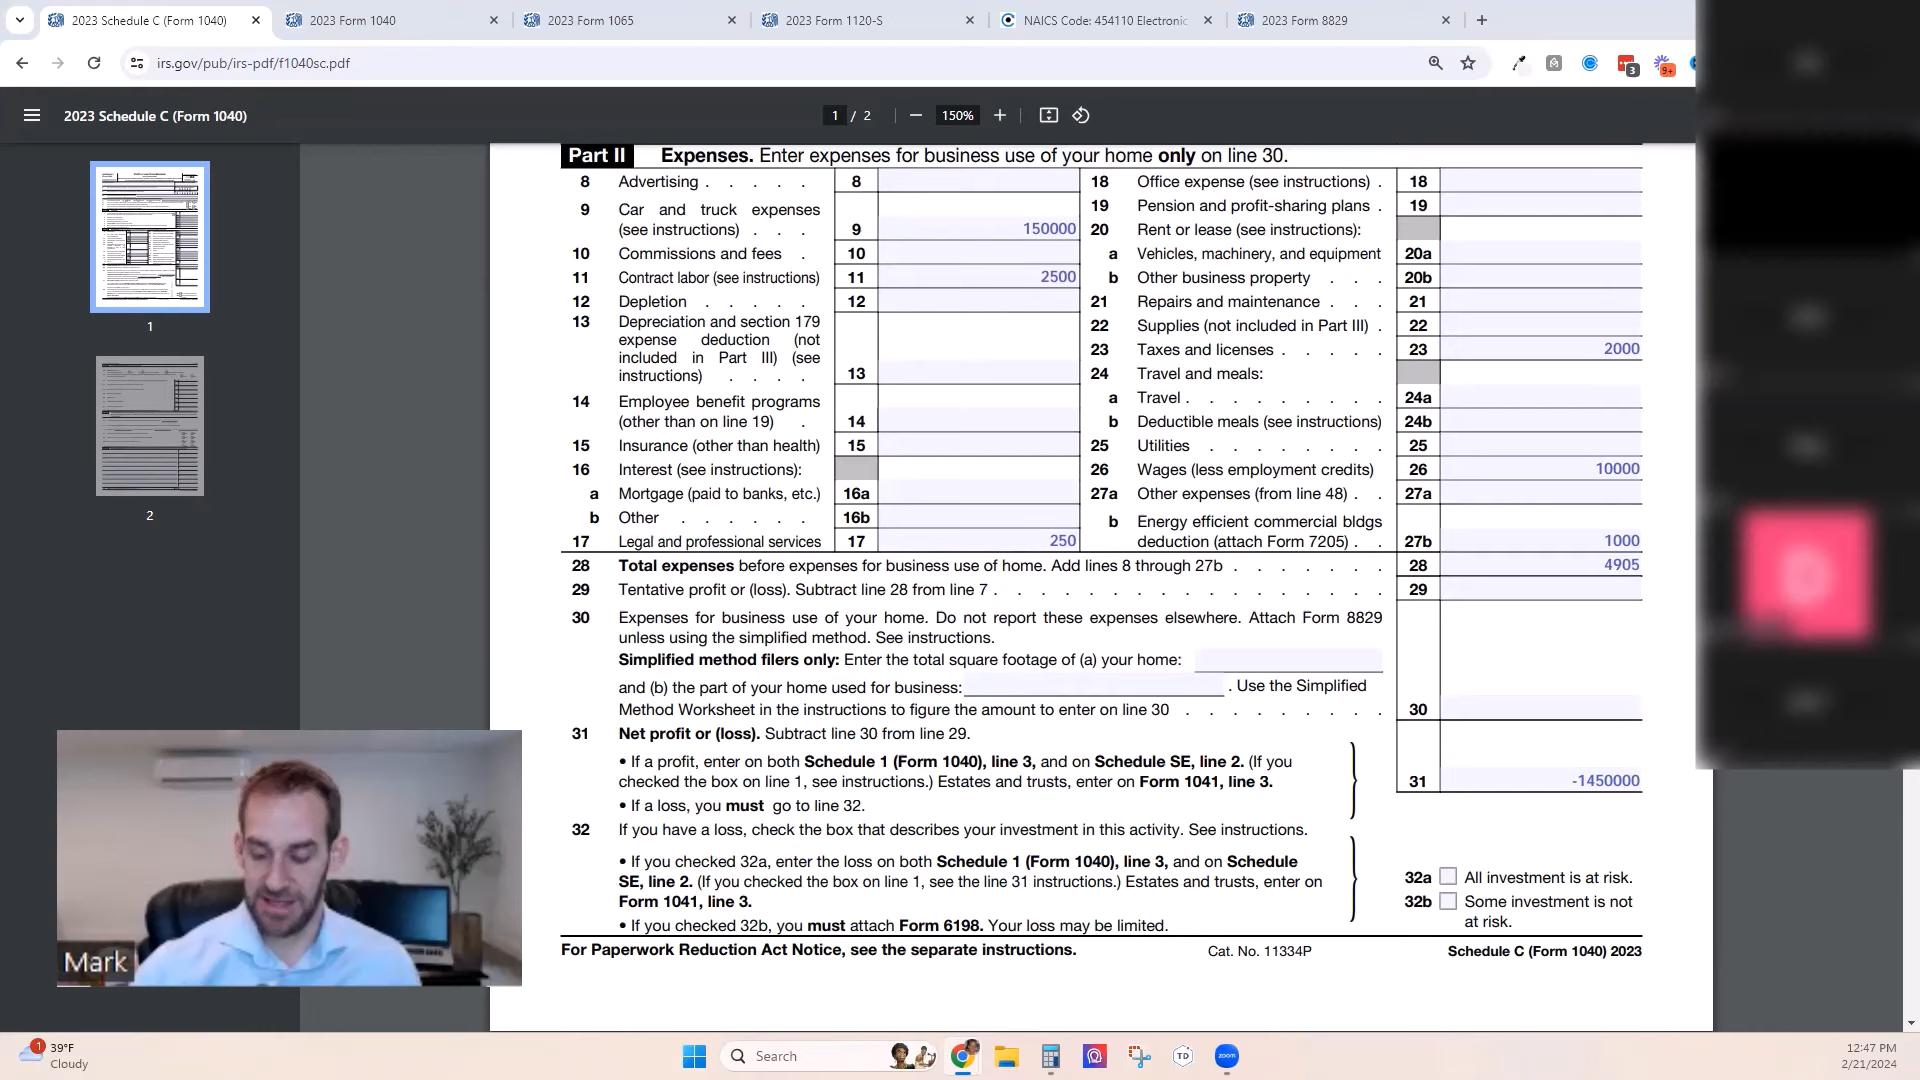 2023 Schedule C (Form 1040)
2023 Form 1040
2023 Form 1065
2023 Form 1120-S
NAICS Code: 454110 Electronic
2023 Form 8829
irs.gov/pub/irs-pdf/f1040sc.pdf
3
9+
2023 Schedule C (Form 1040)
1 / 2
150%
1
2
Part II Expenses. Enter expenses for business use of your home only on line 30.
8 Advertising . . . . . 8
9 Car and truck expenses
(see instructions) . . . 9 150000
10 Commissions and fees . 10
11 Contract labor (see instructions) 11 2500
12 Depletion . . . . . 12
13 Depreciation and section 179
expense deduction (not
included in Part III) (see
instructions) . . . . 13
14 Employee benefit programs
(other than on line 19) . 14
15 Insurance (other than health) 15
16 Interest (see instructions):
a Mortgage (paid to banks, etc.) 16a
b Other . . . . . . 16b
17 Legal and professional services 17 250
18 Office expense (see instructions) . 18
19 Pension and profit-sharing plans . 19
20 Rent or lease (see instructions):
a Vehicles, machinery, and equipment 20a
b Other business property . . . 20b
21 Repairs and maintenance . . . 21
22 Supplies (not included in Part III) . 22
23 Taxes and licenses . . . . . 23 2000
24 Travel and meals:
a Travel . . . . . . . . . 24a
b Deductible meals (see instructions) 24b
25 Utilities . . . . . . . . 25
26 Wages (less employment credits) 26 10000
27a Other expenses (from line 48) . . 27a
b Energy efficient commercial bldgs
deduction (attach Form 7205) . . 27b 1000
28 Total expenses before expenses for business use of home. Add lines 8 through 27b . . . . . . . 28 4905
29 Tentative profit or (loss). Subtract line 28 from line 7 . . . . . . . . . . . . . . . . . 29
30 Expenses for business use of your home. Do not report these expenses elsewhere. Attach Form 8829
unless using the simplified method. See instructions.
Simplified method filers only: Enter the total square footage of (a) your home:
and (b) the part of your home used for business: . Use the Simplified
Method Worksheet in the instructions to figure the amount to enter on line 30 . . . . . . . . . 30
31 Net profit or (loss). Subtract line 30 from line 29.
• If a profit, enter on both Schedule 1 (Form 1040), line 3, and on Schedule SE, line 2. (If you
checked the box on line 1, see instructions.) Estates and trusts, enter on Form 1041, line 3.
31 -1450000
• If a loss, you must go to line 32.
32 If you have a loss, check the box that describes your investment in this activity. See instructions.
• If you checked 32a, enter the loss on both Schedule 1 (Form 1040), line 3, and on Schedule
SE, line 2. (If you checked the box on line 1, see the line 31 instructions.) Estates and trusts, enter on
Form 1041, line 3.
• If you checked 32b, you must attach Form 6198. Your loss may be limited.
32a All investment is at risk.
32b Some investment is not
at risk.
For Paperwork Reduction Act Notice, see the separate instructions. Cat. No. 11334P Schedule C (Form 1040) 2023
Mark
1
39°F
Cloudy
Search
TD
zoom
12:47 PM
2/21/2024